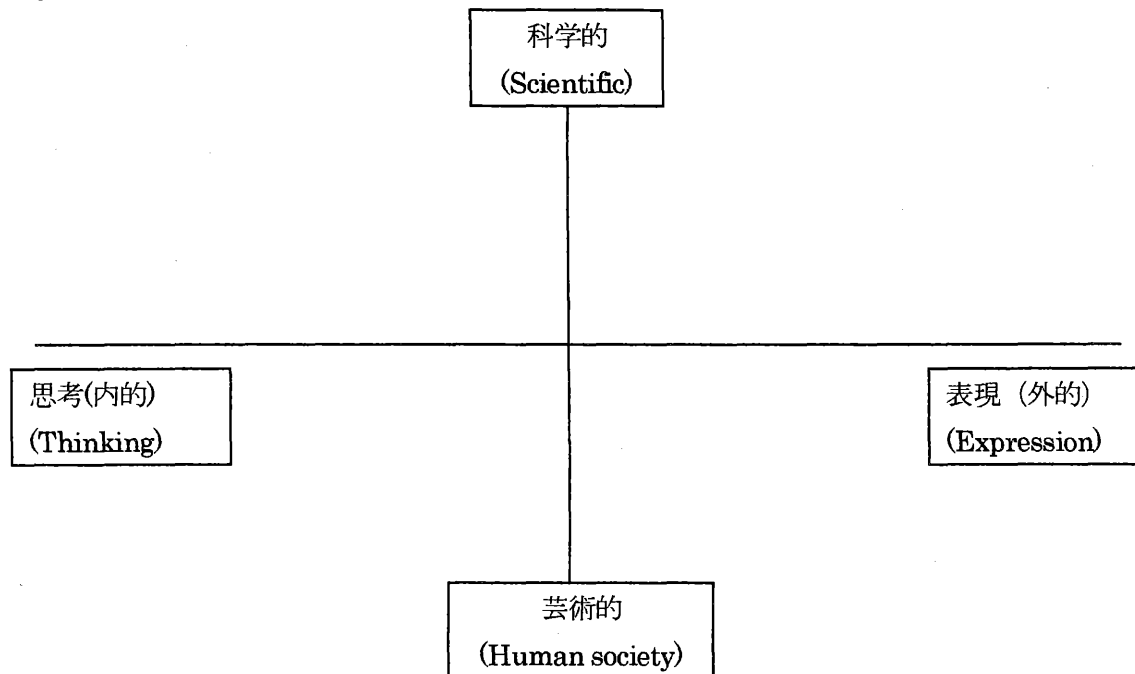 科学的
(Scientific)
思考(内的)
(Thinking)
表現（外的）
(Expression)
芸術的
(Human society)